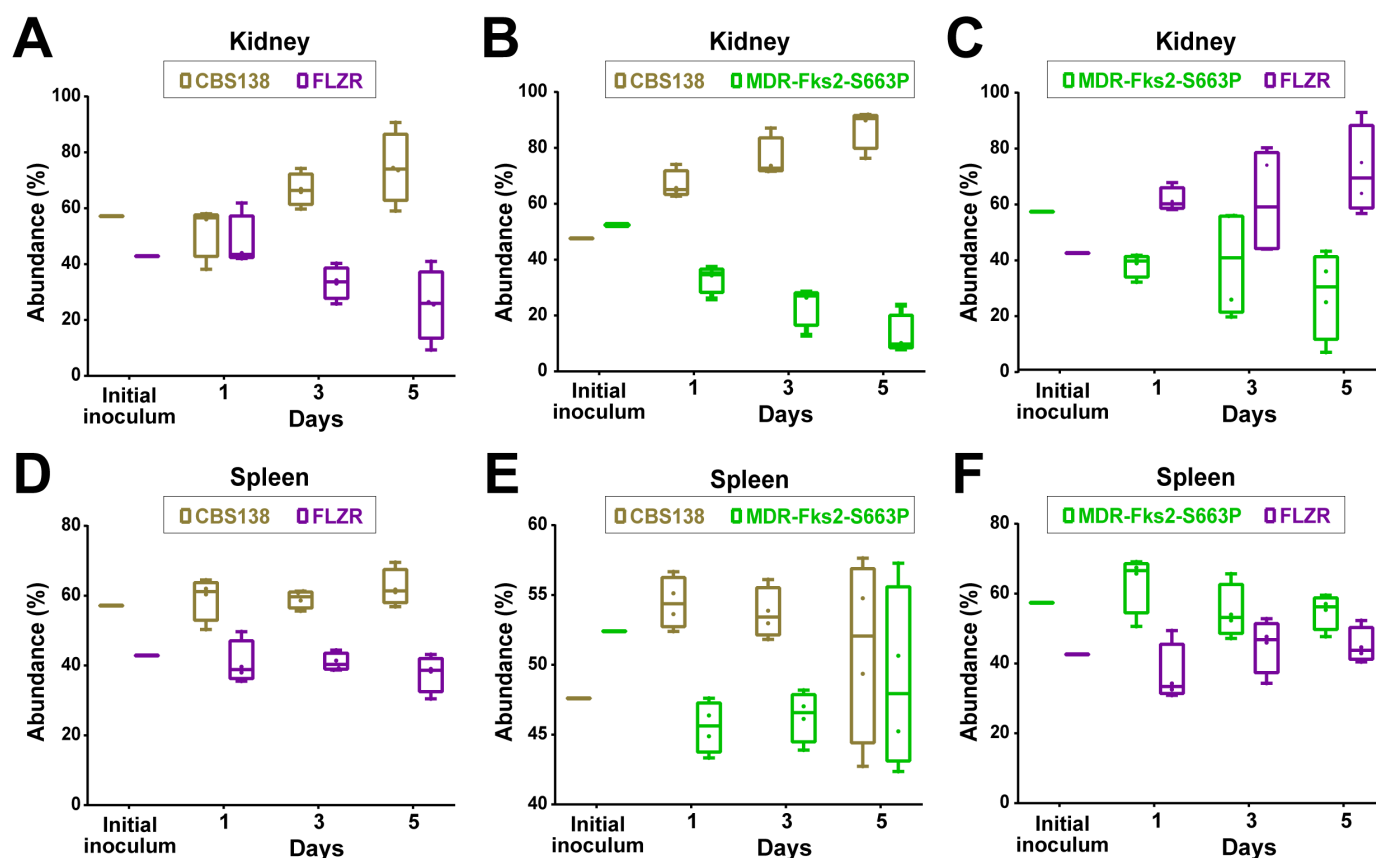 A
Kidney
CBS138 FLZR
Abundance (%)
100
80
60
40
20
0
Initial inoculum 1 3 5
Days
B
Kidney
CBS138 MDR-Fks2-S663P
Abundance (%)
100
80
60
40
20
0
Initial inoculum 1 3 5
Days
C
Kidney
MDR-Fks2-S663P FLZR
Abundance (%)
100
80
60
40
20
0
Initial inoculum 1 3 5
Days
D
Spleen
CBS138 FLZR
Abundance (%)
80
60
40
20
0
Initial inoculum 1 3 5
Days
E
Spleen
CBS138 MDR-Fks2-S663P
Abundance (%)
60
55
50
45
40
Initial inoculum 1 3 5
Days
F
Spleen
MDR-Fks2-S663P FLZR
Abundance (%)
80
60
40
20
0
Initial inoculum 1 3 5
Days